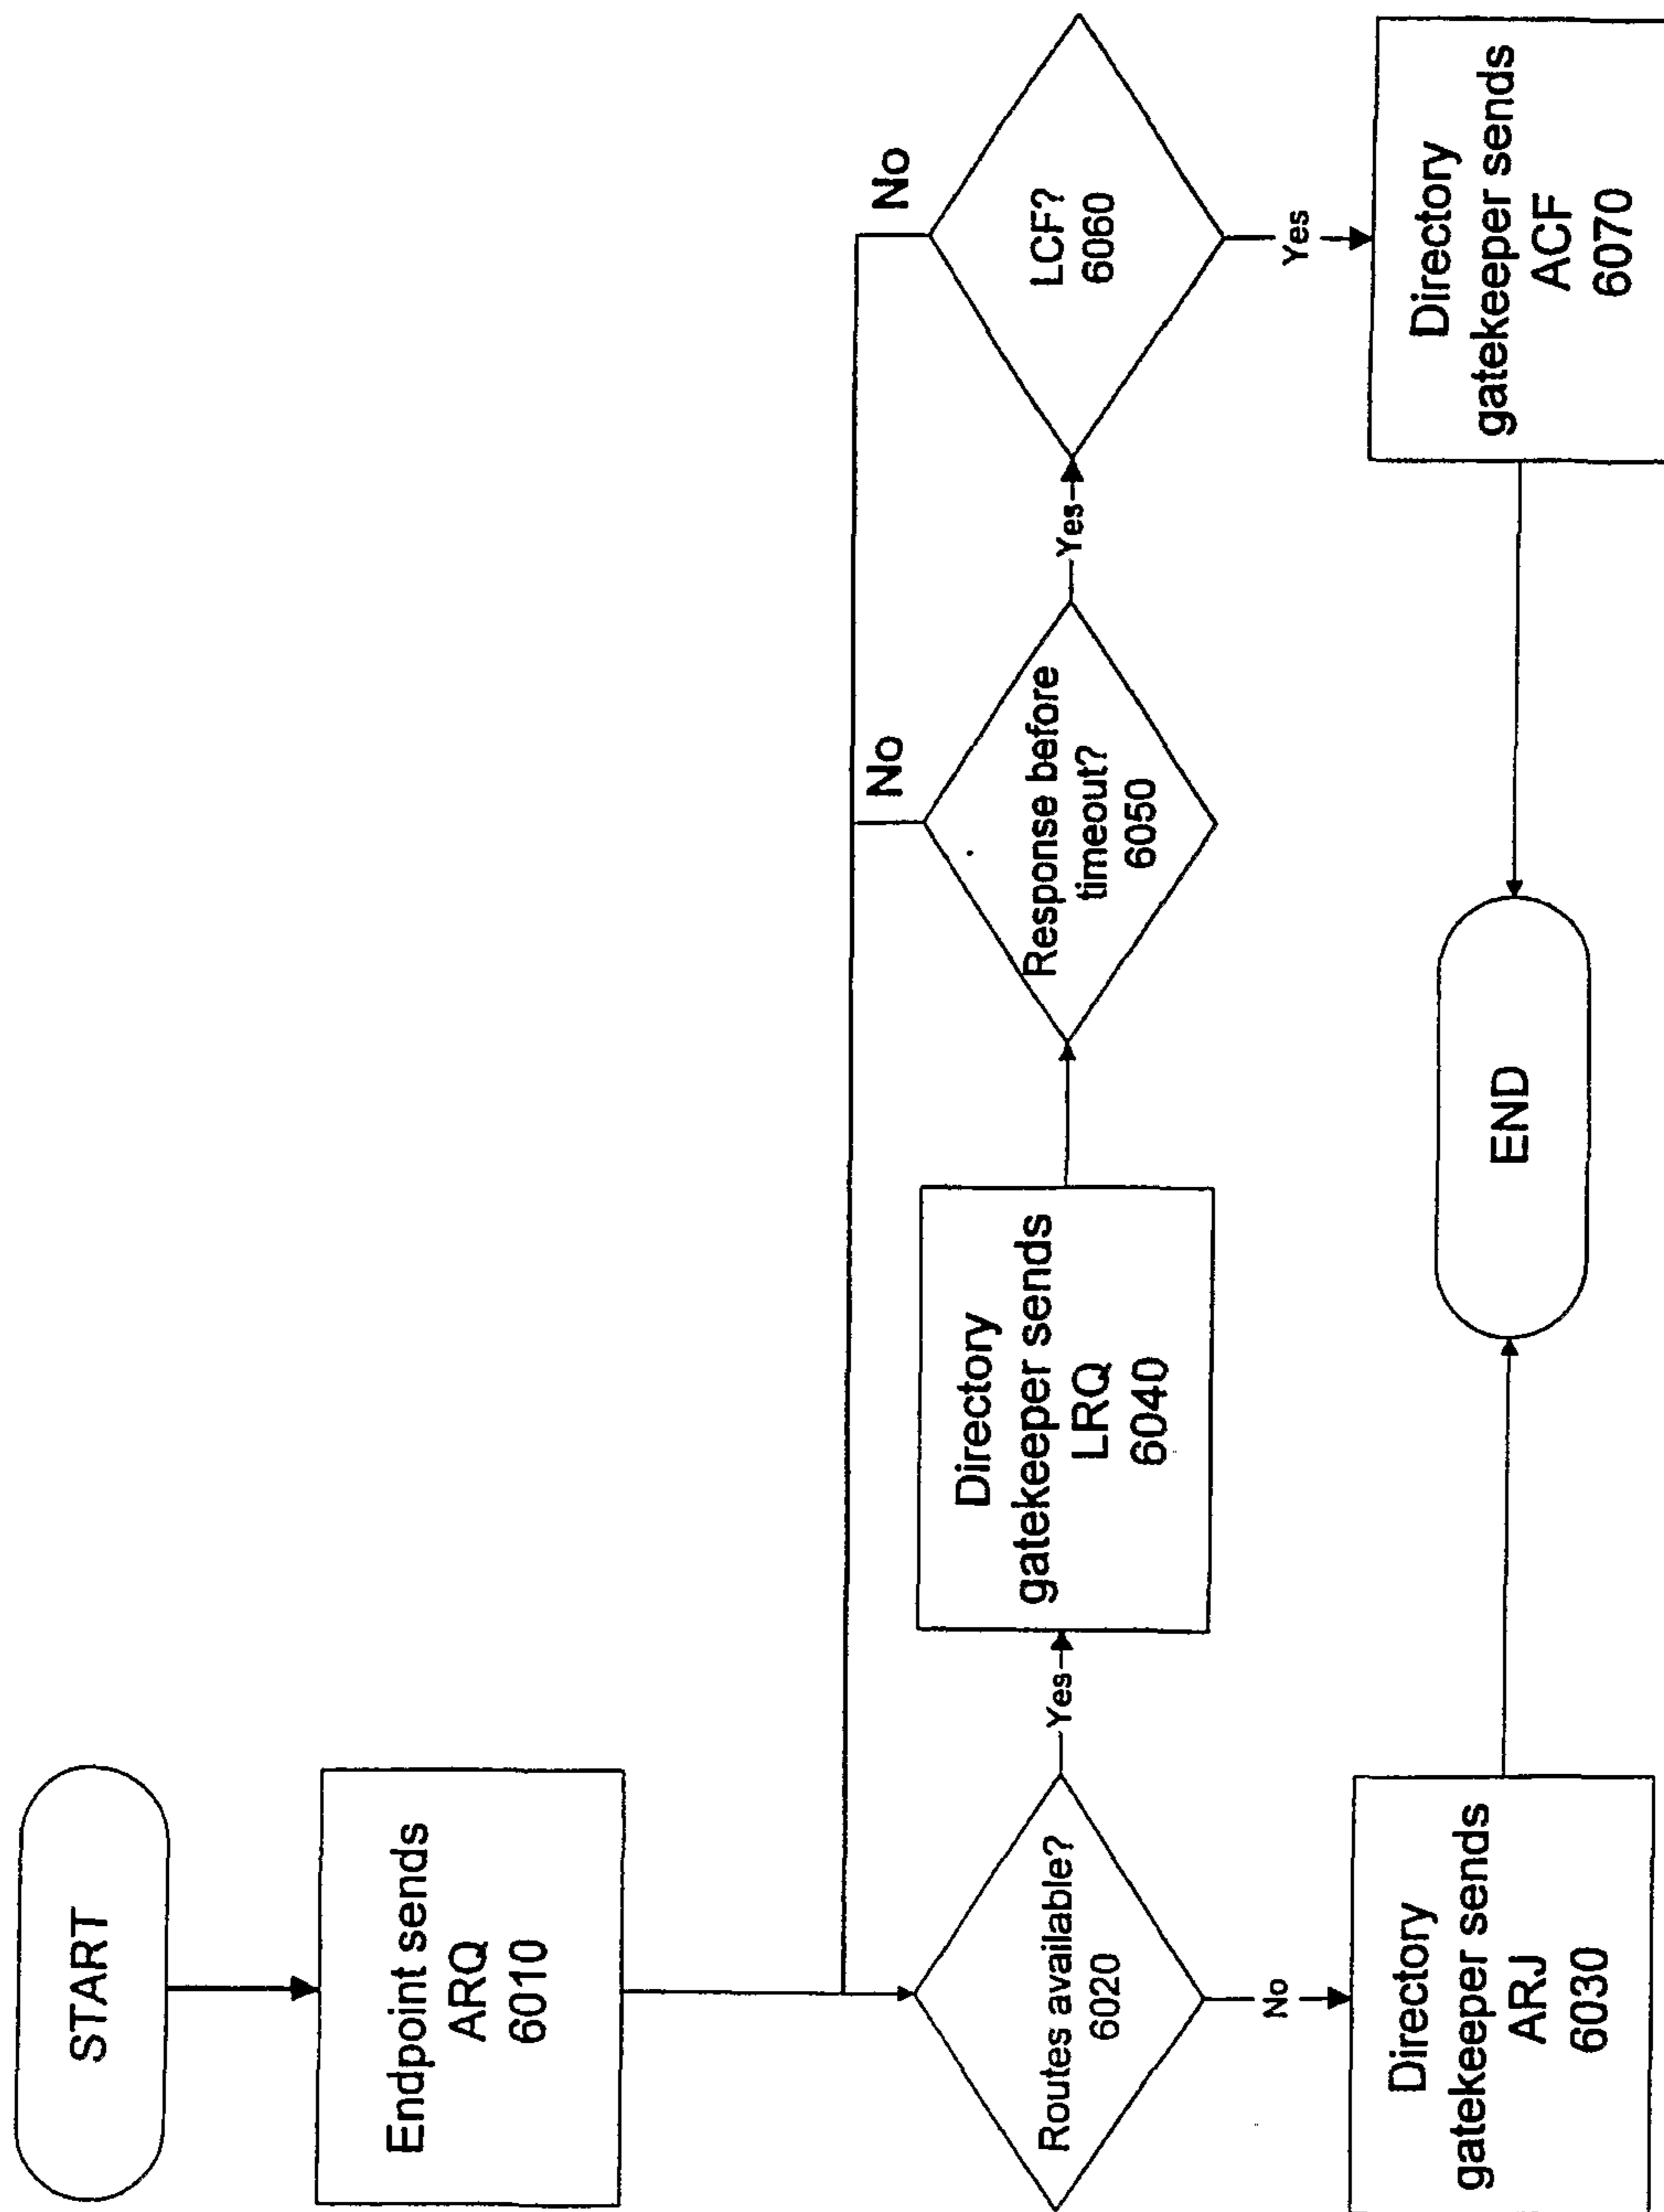 START
Endpoint sends
ARQ
6010
Routes available?
6020
No
Directory
gatekeeper sends
ARJ
6030
Yes
Directory
gatekeeper sends
LRQ
6040
Response before
timeout?
6050
No
Yes
LCF?
6060
No
Yes
Directory
gatekeeper sends
ACF
6070
END